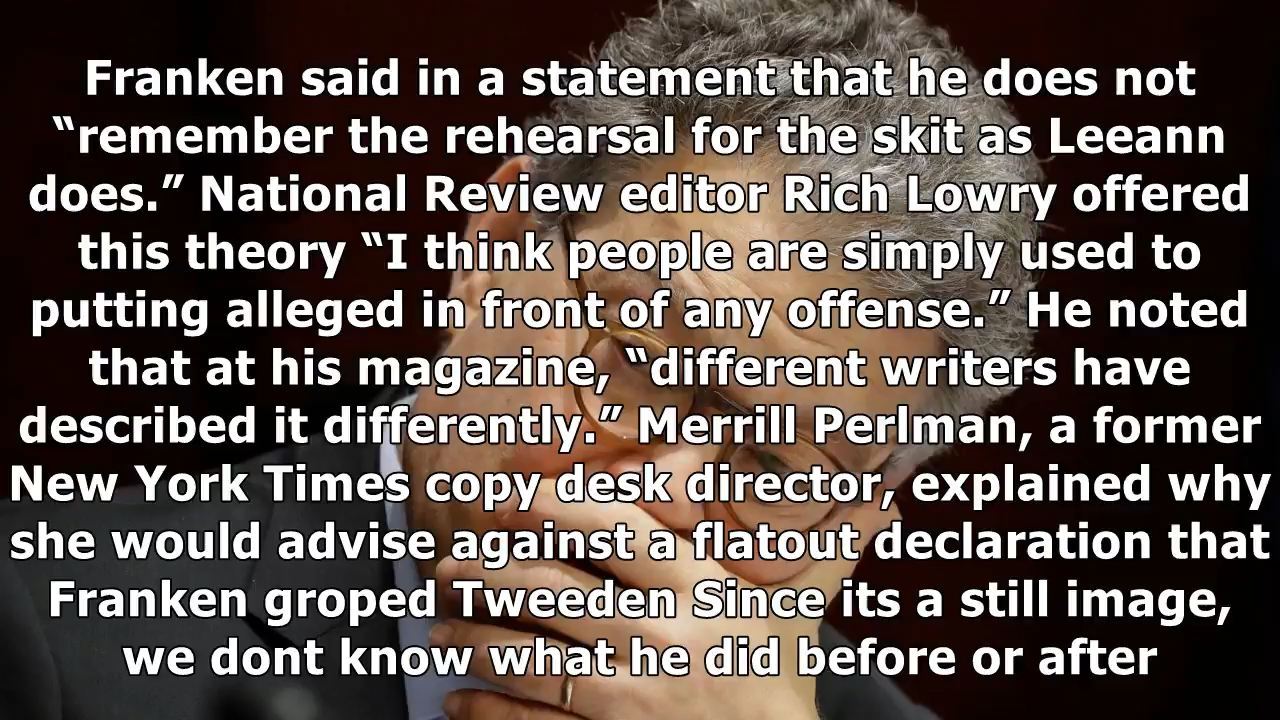 Franken said in a statement that he does not
“remember the rehearsal for the skit as Leeann
does.” National Review editor Rich Lowry offered
this theory “I think people are simply used to
putting alleged in front of any offense.” He noted
that at his magazine, “different writers have
described it differently.” Merrill Perlman, a former
New York Times copy desk director, explained why
she would advise against a flatout declaration that
Franken groped Tweeden Since its a still image,
we dont know what he did before or after